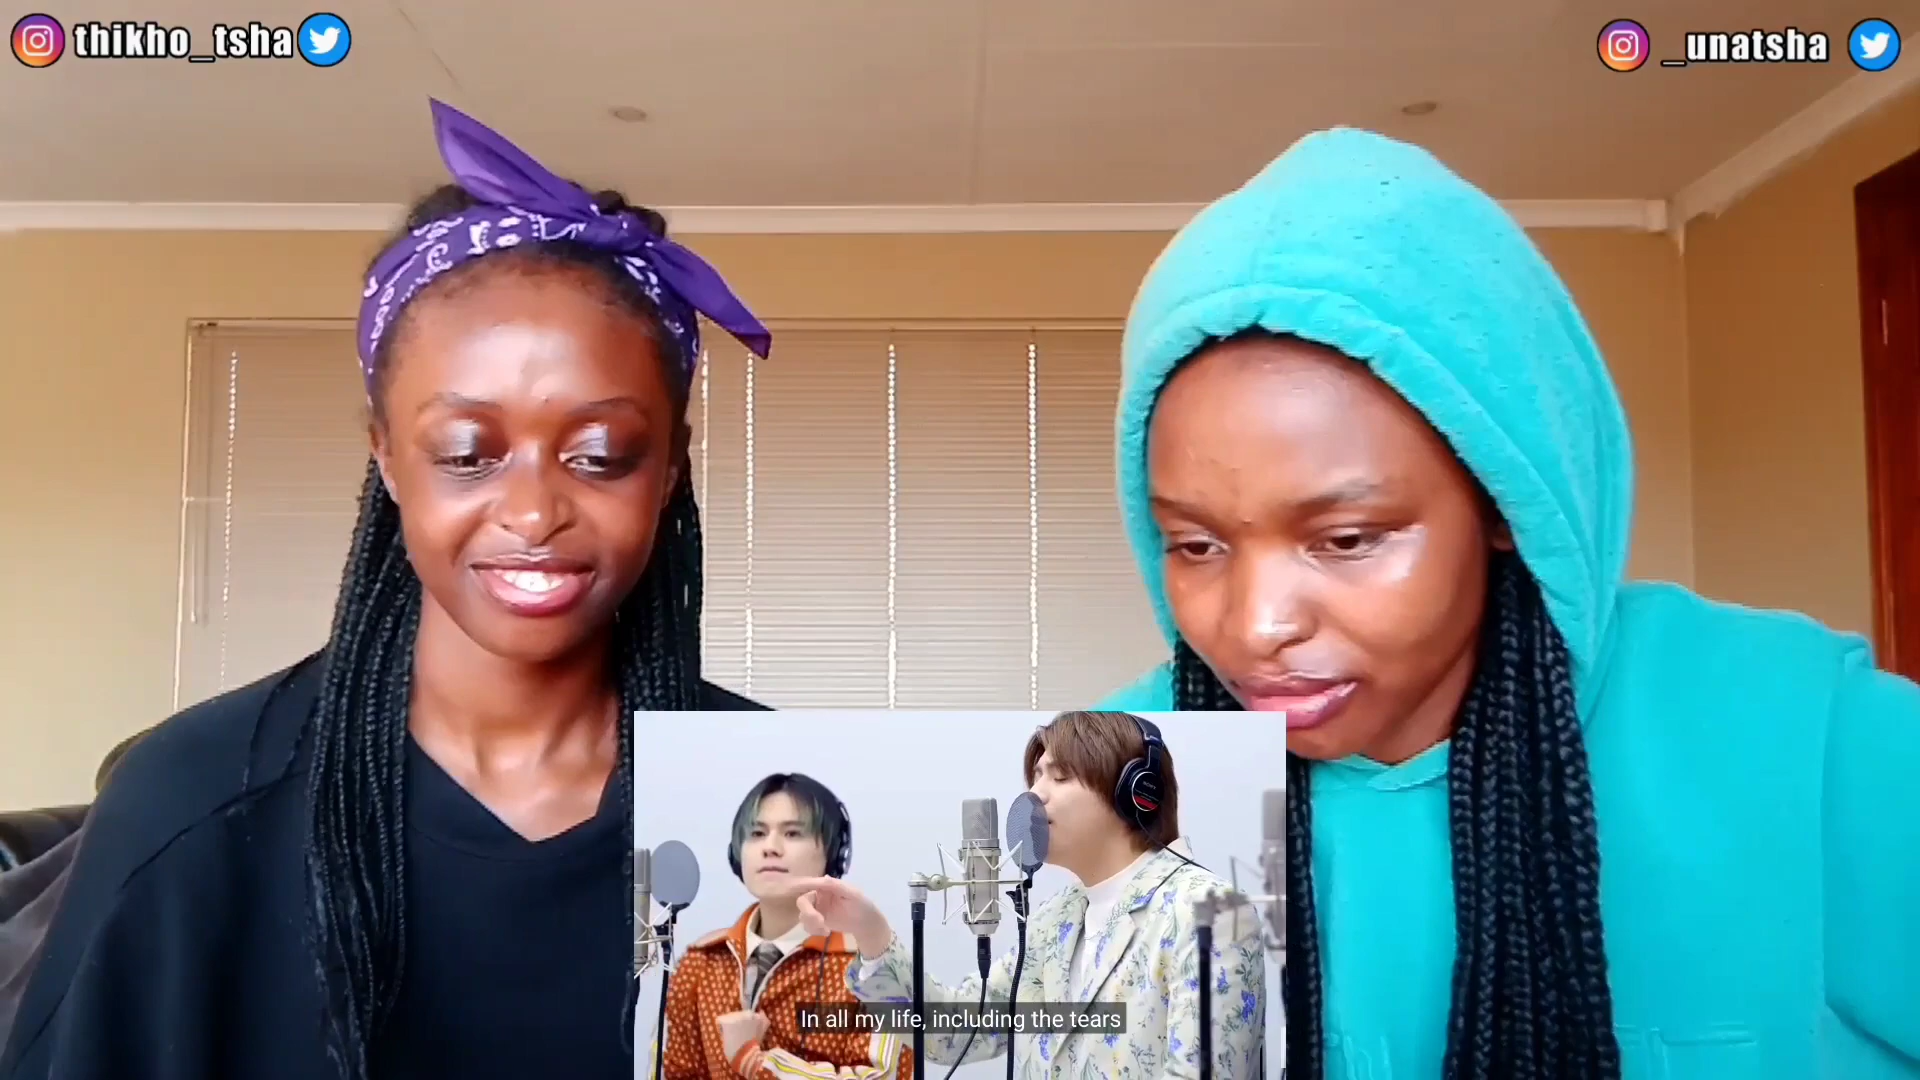 thikho_tsha
_unatsha
In all my life, including the tears